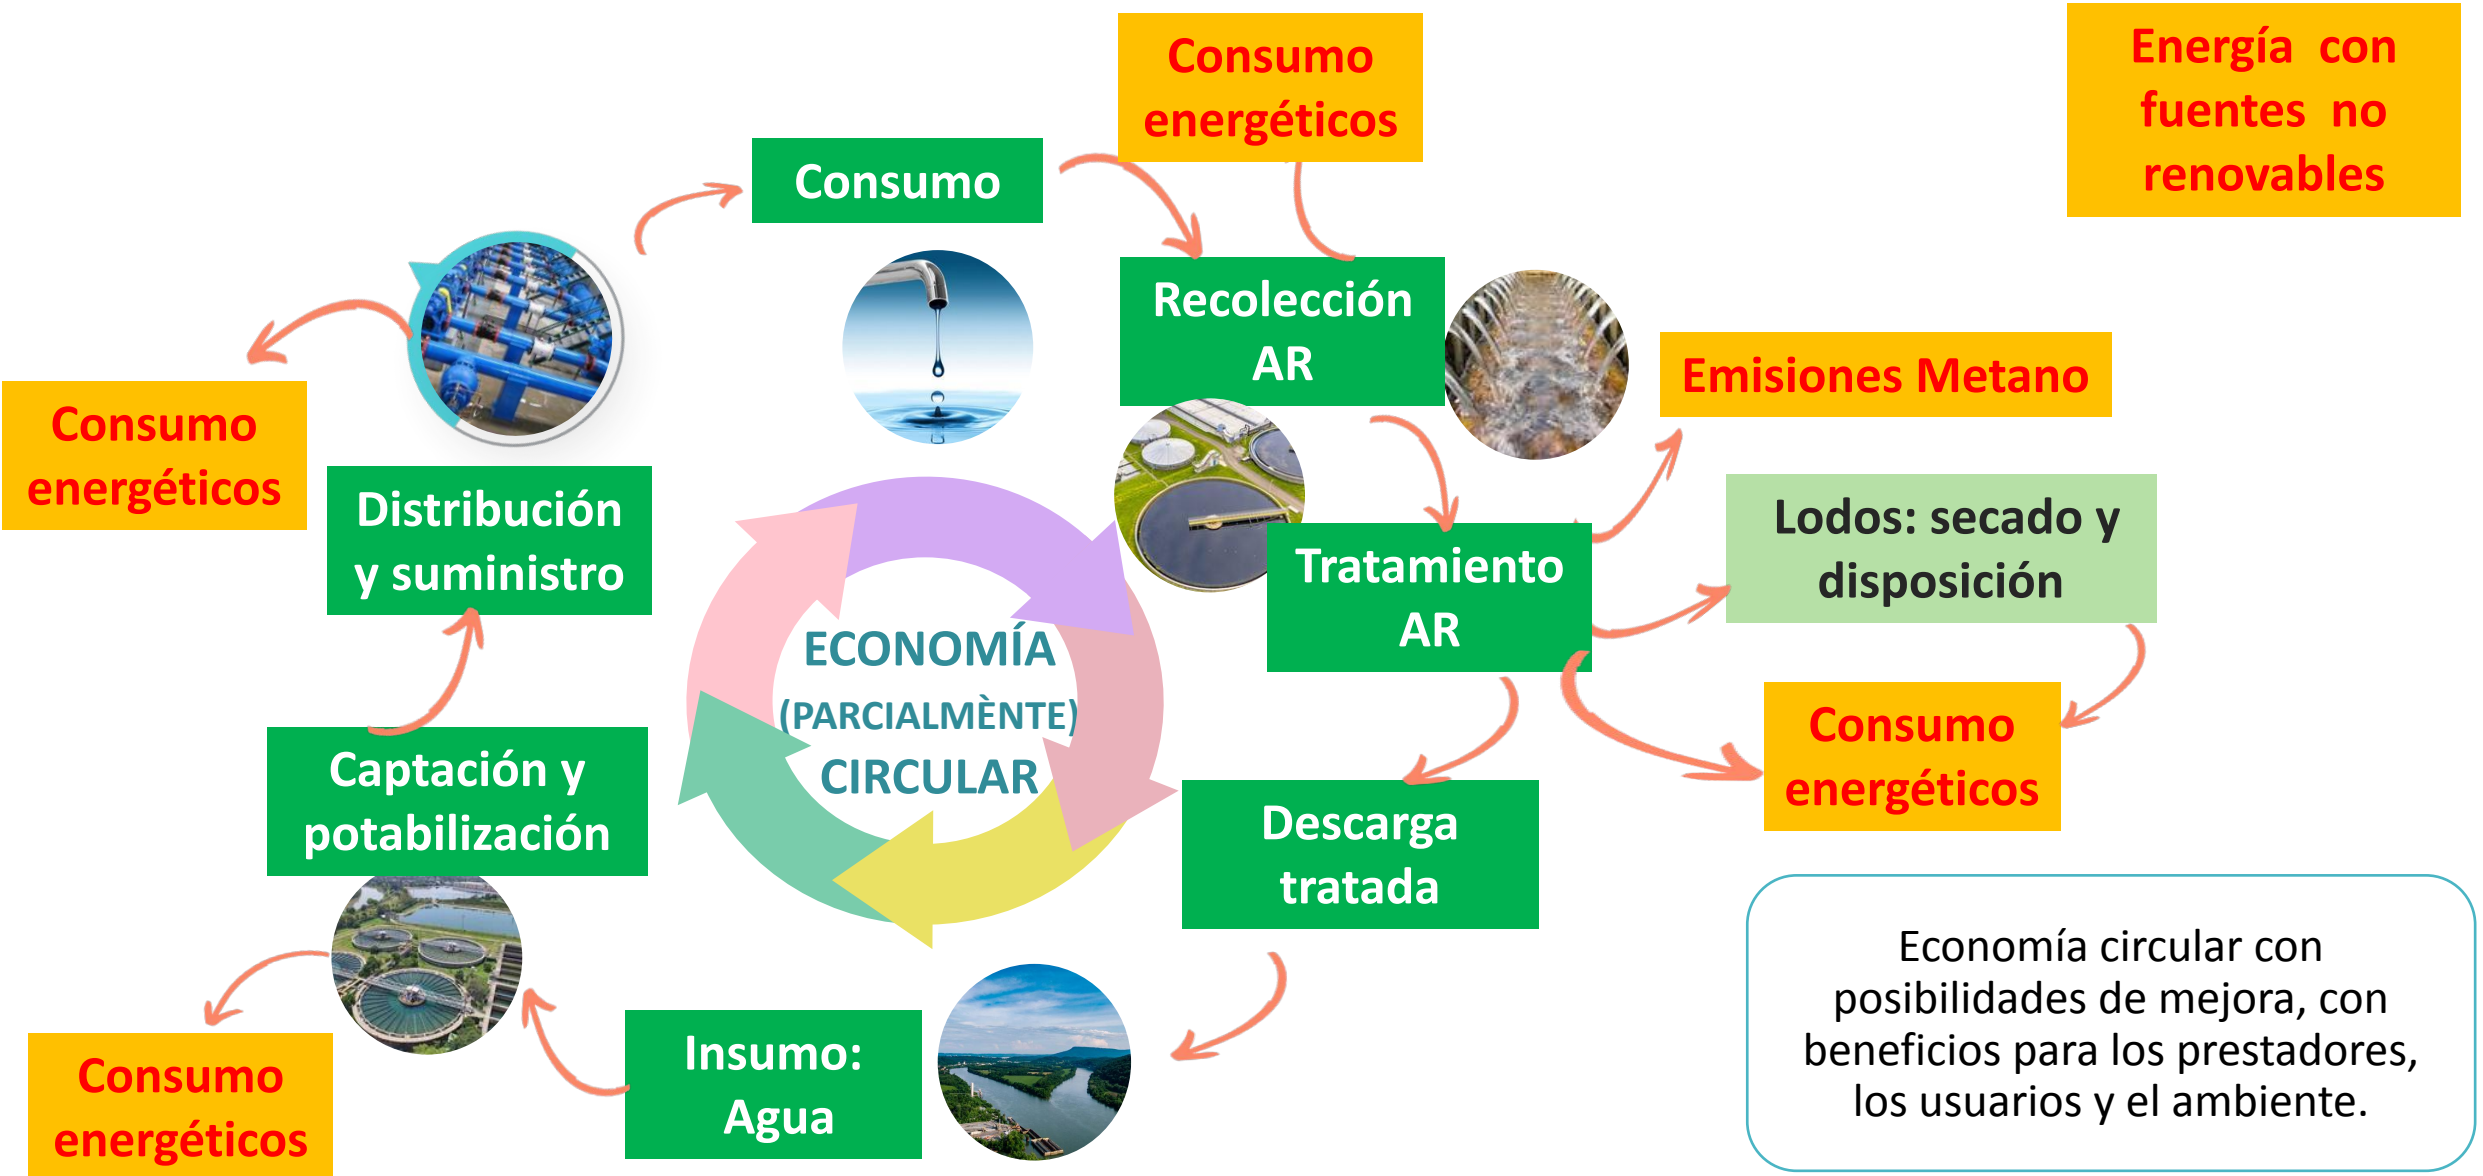 Consumo
energéticos
Energía con
fuentes no
renovables
Consumo
Recolección
AR
Emisiones Metano
Consumo
energéticos
Distribución
y suministro
Lodos: secado y
disposición
Tratamiento
AR
ECONOMÍA
(PARCIALMÈNTE)
CIRCULAR
Consumo
energéticos
Captación y
potabilización
Descarga
tratada
Insumo:
Agua
Consumo
energéticos
Economía circular con
posibilidades de mejora, con
beneficios para los prestadores,
los usuarios y el ambiente.